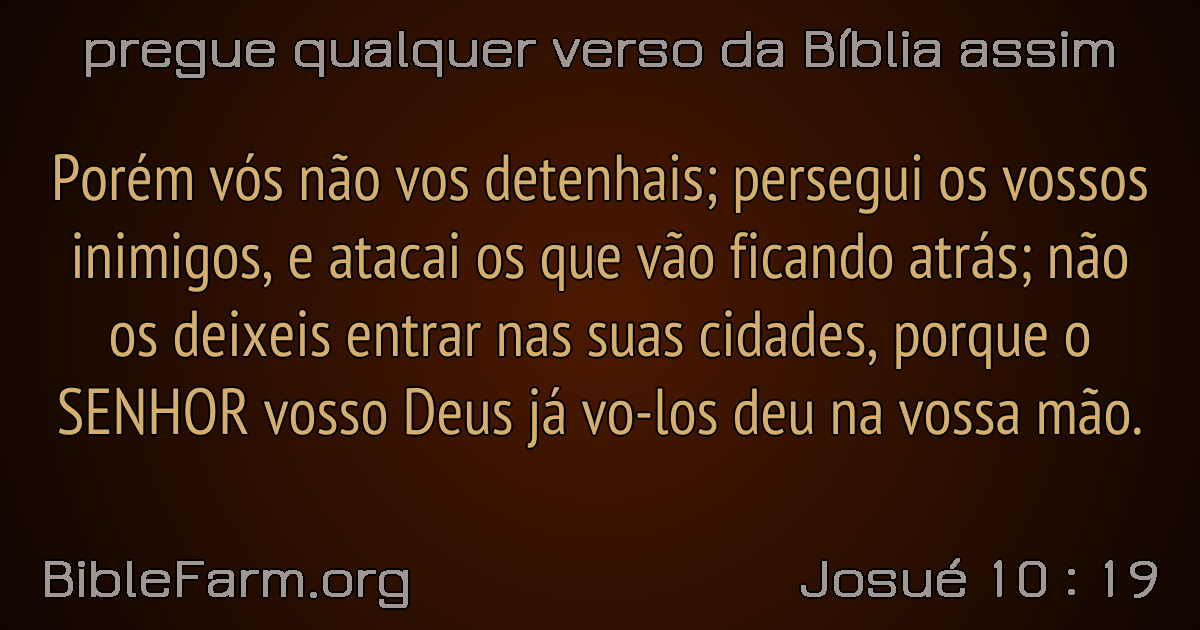 pregue qualquer verso da Bíblia assim
Porém vós não vos detenhais; persegui os vossos
inimigos, e atacai os que vão ficando atrás; não
os deixeis entrar nas suas cidades, porque o
SENHOR vosso Deus já vo-los deu na vossa mão.
BibleFarm.org
Josué 10 : 19